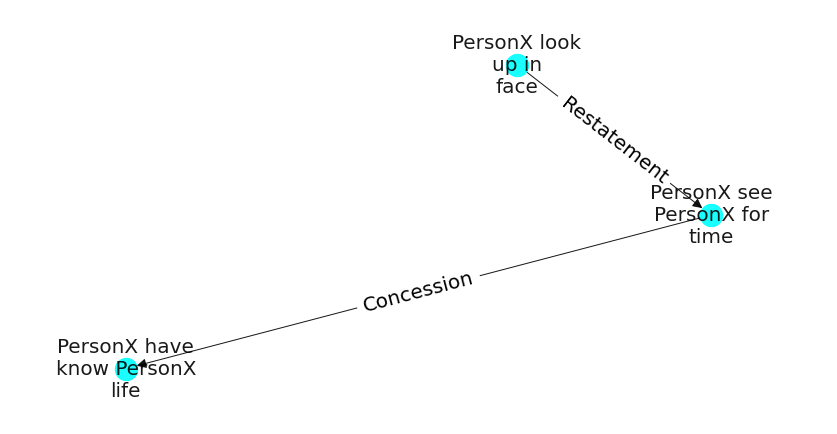 PersonX look
up in
face
Restatement
PersonX see
PersonX for
time
Concession
PersonX have
know PersonX
life